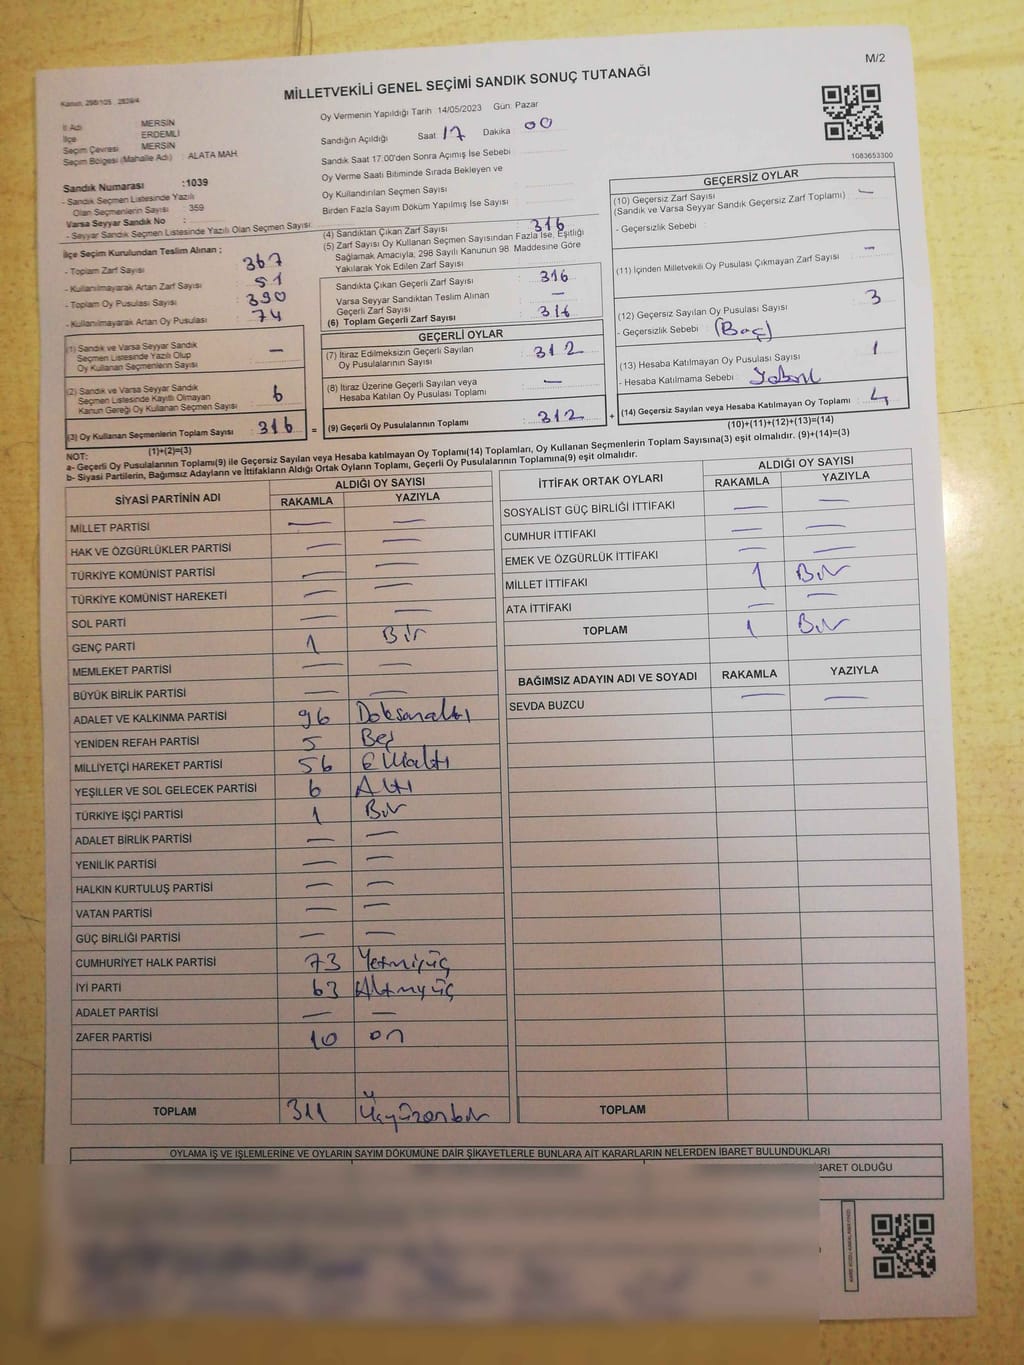 M/2
MİLLETVEKİLİ GENEL SEÇİMİ SANDIK SONUÇ TUTANAĞI
Kanun, 298/105 , 2839/4
İl Adı MERSİN
İlçe ERDEMLİ
Seçim Çevresi MERSİN
Seçim Bölgesi (Mahalle Adı) : ALATA MAH.
Sandık Numarası :1039
- Sandık Seçmen Listesinde Yazılı
Olan Seçmenlerin Sayısı : 359
Varsa Seyyar Sandık No :
- Seyyar Sandık Seçmen Listesinde Yazılı Olan Seçmen Sayısı:
Oy Vermenin Yapıldığı Tarih :14/05/2023 Gün: Pazar
Sandığın Açıldığı Saat 17 Dakika : 00
Sandık Saat 17.00'den Sonra Açılmış İse Sebebi :
Oy Verme Saati Bitiminde Sırada Bekleyen ve
Oy Kullandırılan Seçmen Sayısı :
Birden Fazla Sayım Döküm Yapılmış İse Sayısı :
1083653300
İlçe Seçim Kurulundan Teslim Alınan ;
- Toplam Zarf Sayısı : 367
- Kullanılmayarak Artan Zarf Sayısı : 51
- Toplam Oy Pusulası Sayısı : 390
- Kullanılmayarak Artan Oy Pusulası : 74
(1) Sandık ve Varsa Seyyar Sandık
Seçmen Listesinde Yazılı Olup
Oy Kullanan Seçmenlerin Sayısı : —
(2) Sandık ve Varsa Seyyar Sandık
Seçmen Listesinde Kayıtlı Olmayan
Kanun Gereği Oy Kullanan Seçmen Sayısı : 6
(3) Oy Kullanan Seçmenlerin Toplam Sayısı : 316
(1)+(2)=(3)
(4) Sandıktan Çıkan Zarf Sayısı : 316
(5) Zarf Sayısı Oy Kullanan Seçmen Sayısından Fazla İse, Eşitliği
Sağlamak Amacıyla, 298 Sayılı Kanunun 98. Maddesine Göre
Yakılarak Yok Edilen Zarf Sayısı :
Sandıkta Çıkan Geçerli Zarf Sayısı : 316
Varsa Seyyar Sandıktan Teslim Alınan
Geçerli Zarf Sayısı : —
(6) Toplam Geçerli Zarf Sayısı : 316
GEÇERLİ OYLAR
(7) İtiraz Edilmeksizin Geçerli Sayılan
Oy Pusulalarının Sayısı : 312
(8) İtiraz Üzerine Geçerli Sayılan veya
Hesaba Katılan Oy Pusulası Toplamı : —
= (9) Geçerli Oy Pusulalarının Toplamı : 312 +
GEÇERSİZ OYLAR
(10) Geçersiz Zarf Sayısı
(Sandık ve Varsa Seyyar Sandık Geçersiz Zarf Toplamı) : —
- Geçersizlik Sebebi :
(11) İçinden Milletvekili Oy Pusulası Çıkmayan Zarf Sayısı : —
(12) Geçersiz Sayılan Oy Pusulası Sayısı : 3
- Geçersizlik Sebebi : (Boş)
(13) Hesaba Katılmayan Oy Pusulası Sayısı : 1
- Hesaba Katılmama Sebebi :
(14) Geçersiz Sayılan veya Hesaba Katılmayan Oy Toplamı : 4
(10)+(11)+(12)+(13)=(14)
NOT:
a- Geçerli Oy Pusulalarının Toplamı(9) ile Geçersiz Sayılan veya Hesaba katılmayan Oy Toplamı(14) Toplamları, Oy Kullanan Seçmenlerin Toplam Sayısına(3) eşit olmalıdır. (9)+(14)=(3)
b- Siyasi Partilerin, Bağımsız Adayların ve İttifakların Aldığı Ortak Oyların Toplamı, Geçerli Oy Pusulalarının Toplamına(9) eşit olmalıdır.
SİYASİ PARTİNİN ADI ALDIĞI OY SAYISI
RAKAMLA YAZIYLA
MİLLET PARTİSİ — —
HAK VE ÖZGÜRLÜKLER PARTİSİ — —
TÜRKİYE KOMÜNİST PARTİSİ — —
TÜRKİYE KOMÜNİST HAREKETİ — —
SOL PARTİ — —
GENÇ PARTİ 1 Bir
MEMLEKET PARTİSİ — —
BÜYÜK BİRLİK PARTİSİ — —
ADALET VE KALKINMA PARTİSİ 96 Doksanaltı
YENİDEN REFAH PARTİSİ 5 Beş
MİLLİYETÇİ HAREKET PARTİSİ 56 Ellialtı
YEŞİLLER VE SOL GELECEK PARTİSİ 6 Altı
TÜRKİYE İŞÇİ PARTİSİ 1 Bir
ADALET BİRLİK PARTİSİ — —
YENİLİK PARTİSİ — —
HALKIN KURTULUŞ PARTİSİ — —
VATAN PARTİSİ — —
GÜÇ BİRLİĞİ PARTİSİ — —
CUMHURİYET HALK PARTİSİ 73 Yetmişüç
İYİ PARTİ 63 Altmışüç
ADALET PARTİSİ — —
ZAFER PARTİSİ 10 on
TOPLAM 311 Üçyüzonbir
İTTİFAK ORTAK OYLARI ALDIĞI OY SAYISI
RAKAMLA YAZIYLA
SOSYALİST GÜÇ BİRLİĞİ İTTİFAKI — —
CUMHUR İTTİFAKI — —
EMEK VE ÖZGÜRLÜK İTTİFAKI — —
MİLLET İTTİFAKI 1 Bir
ATA İTTİFAKI — —
TOPLAM 1 Bir
BAĞIMSIZ ADAYIN ADI VE SOYADI RAKAMLA YAZIYLA
SEVDA BUZCU — —
TOPLAM
OYLAMA İŞ VE İŞLEMLERİNE VE OYLARIN SAYIM DÖKÜMÜNE DAİR ŞİKAYETLERLE BUNLARA AİT KARARLARIN NELERDEN İBARET BULUNDUKLARI
İBARET OLDUĞU